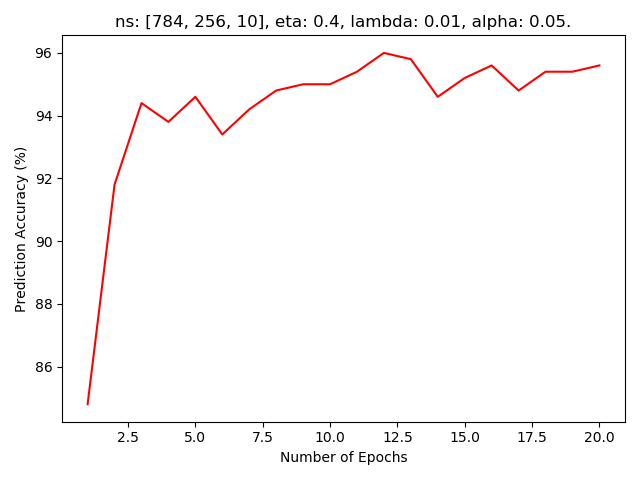 ns: [784, 256, 10], eta: 0.4, lambda: 0.01, alpha: 0.05.
96
94
92
90
88
86
Prediction Accuracy (%)
2.5 5.0 7.5 10.0 12.5 15.0 17.5 20.0
Number of Epochs